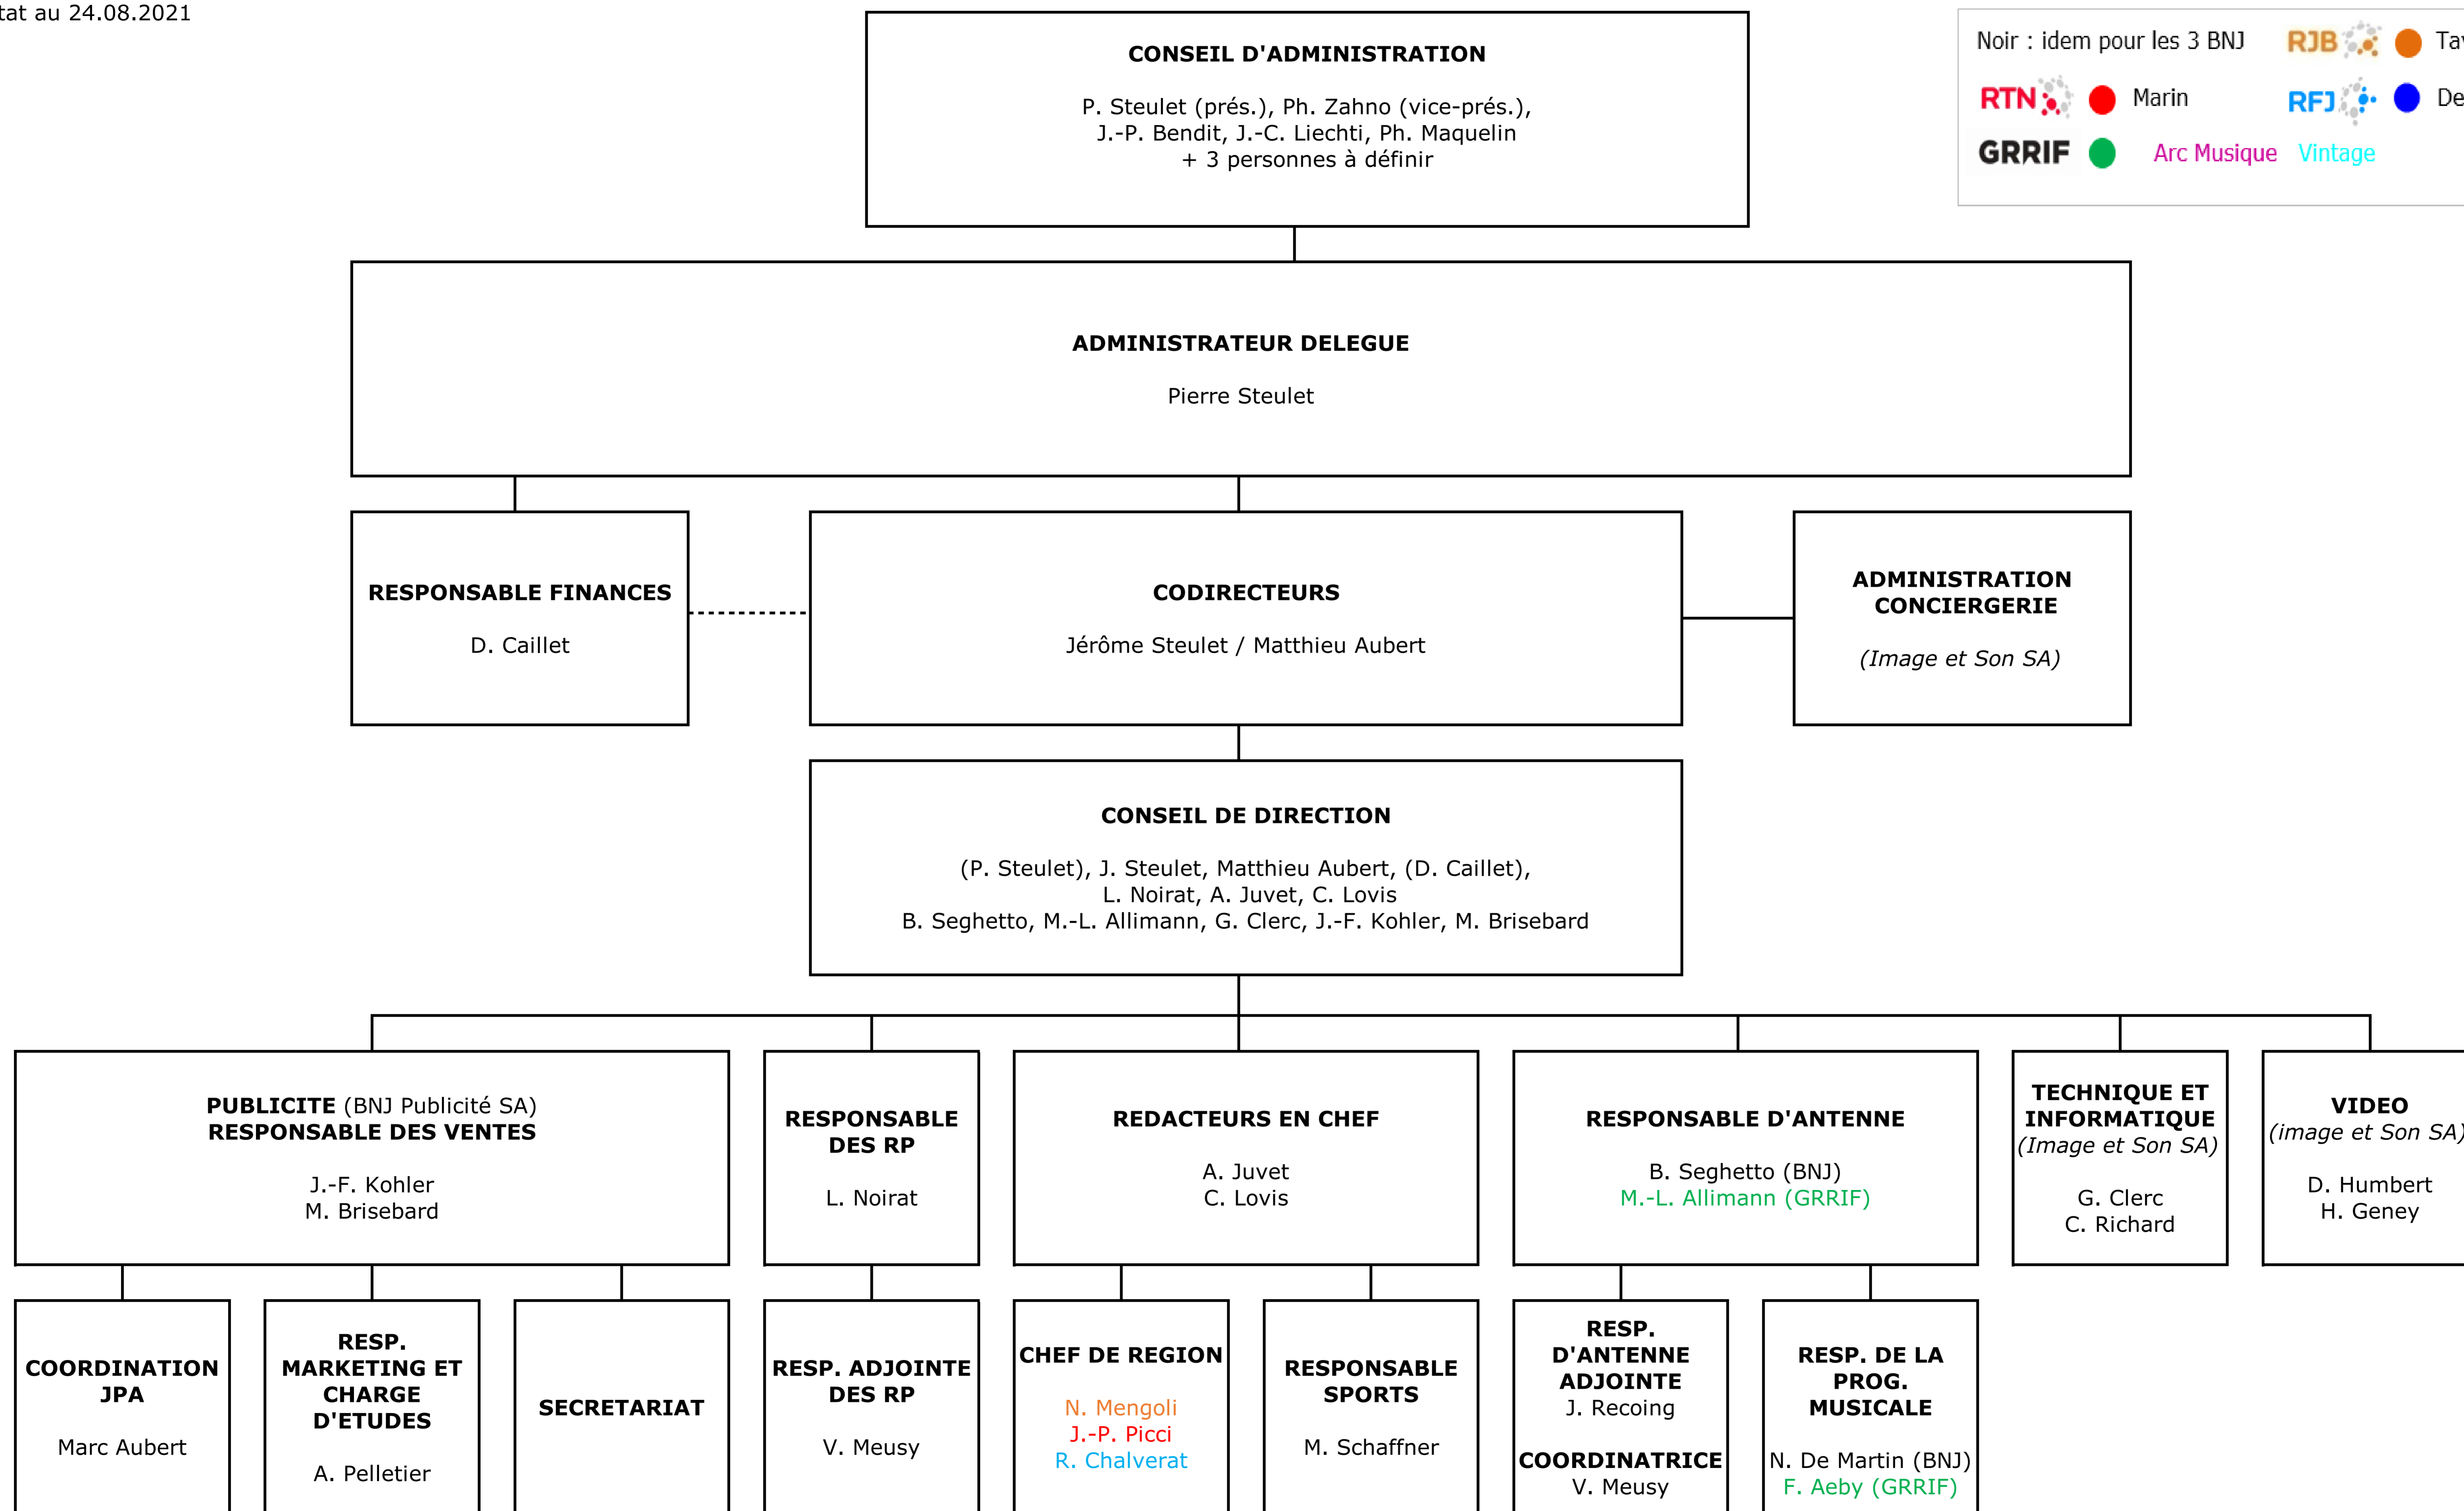 tat au 24.08.2021
CONSEIL D'ADMINISTRATION
P. Steulet (prés.), Ph. Zahno (vice-prés.),
J.-P. Bendit, J.-C. Liechti, Ph. Maquelin
+ 3 personnes à définir
Noir : idem pour les 3 BNJ
RJB
RTN
Marin
RFJ
GRRIF
Arc Musique
Vintage
ADMINISTRATEUR DELEGUE
Pierre Steulet
RESPONSABLE FINANCES
D. Caillet
CODIRECTEURS
Jérôme Steulet / Matthieu Aubert
ADMINISTRATION
CONCIERGERIE
(Image et Son SA)
CONSEIL DE DIRECTION
(P. Steulet), J. Steulet, Matthieu Aubert, (D. Caillet),
L. Noirat, A. Juvet, C. Lovis
B. Seghetto, M.-L. Allimann, G. Clerc, J.-F. Kohler, M. Brisebard
PUBLICITE (BNJ Publicité SA)
RESPONSABLE DES VENTES
J.-F. Kohler
M. Brisebard
RESPONSABLE
DES RP
L. Noirat
REDACTEURS EN CHEF
A. Juvet
C. Lovis
RESPONSABLE D'ANTENNE
B. Seghetto (BNJ)
M.-L. Allimann (GRRIF)
TECHNIQUE ET
INFORMATIQUE
(Image et Son SA)
G. Clerc
C. Richard
VIDEO
(image et Son SA)
D. Humbert
H. Geney
COORDINATION
JPA
Marc Aubert
RESP.
MARKETING ET
CHARGE
D'ETUDES
A. Pelletier
SECRETARIAT
RESP. ADJOINTE
DES RP
V. Meusy
CHEF DE REGION
N. Mengoli
J.-P. Picci
R. Chalverat
RESPONSABLE
SPORTS
M. Schaffner
RESP.
D'ANTENNE
ADJOINTE
J. Recoing
COORDINATRICE
V. Meusy
RESP. DE LA
PROG.
MUSICALE
N. De Martin (BNJ)
F. Aeby (GRRIF)